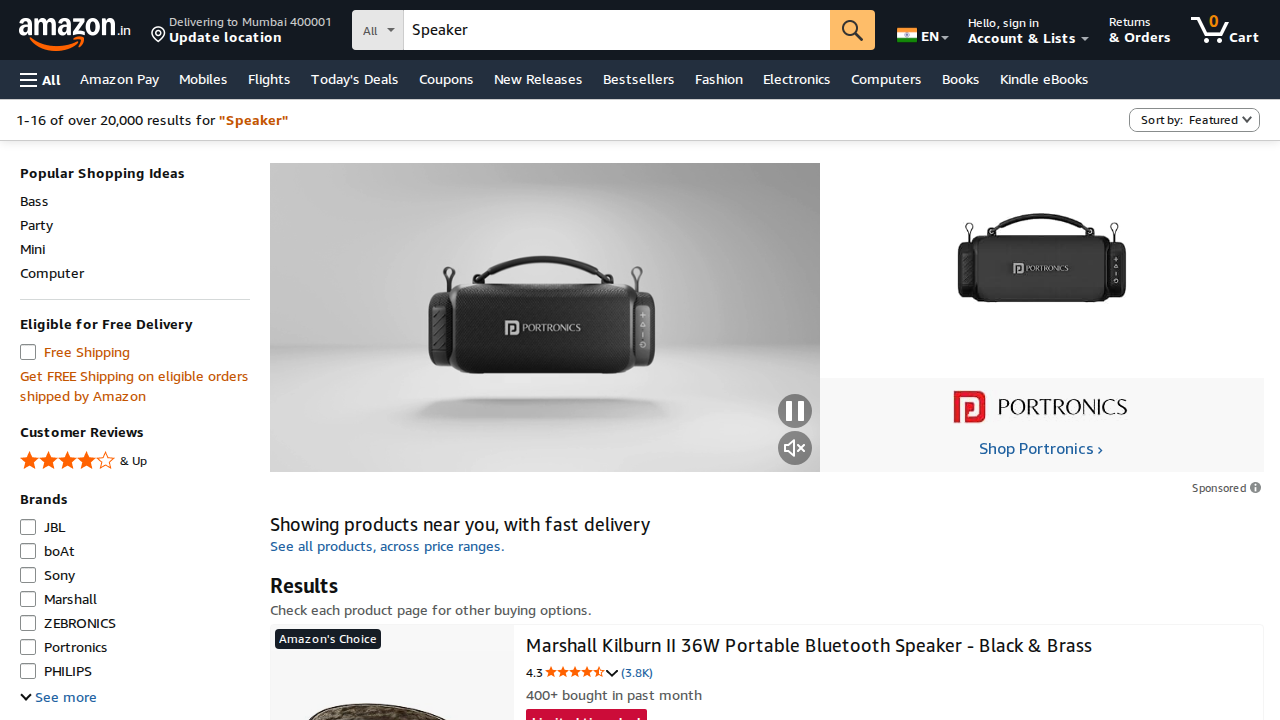 amazon.in
Delivering to Mumbai 400001
Update location
All
Speaker
EN
Hello, sign in
Account & Lists
Returns
& Orders
0
Cart
All
Amazon Pay
Mobiles
Flights
Today's Deals
Coupons
New Releases
Bestsellers
Fashion
Electronics
Computers
Books
Kindle eBooks
1-16 of over 20,000 results for "Speaker"
Sort by: Featured
Popular Shopping Ideas
Bass
Party
Mini
Computer
Eligible for Free Delivery
Free Shipping
Get FREE Shipping on eligible orders
shipped by Amazon
Customer Reviews
& Up
Brands
JBL
boAt
Sony
Marshall
ZEBRONICS
Portronics
PHILIPS
See more
PORTRONICS
PORTRONICS
PORTRONICS
Shop Portronics ›
Sponsored
Showing products near you, with fast delivery
See all products, across price ranges.
Results
Check each product page for other buying options.
Amazon's Choice
Marshall Kilburn II 36W Portable Bluetooth Speaker - Black & Brass
4.3 (3.8K)
400+ bought in past month
Limited time deal